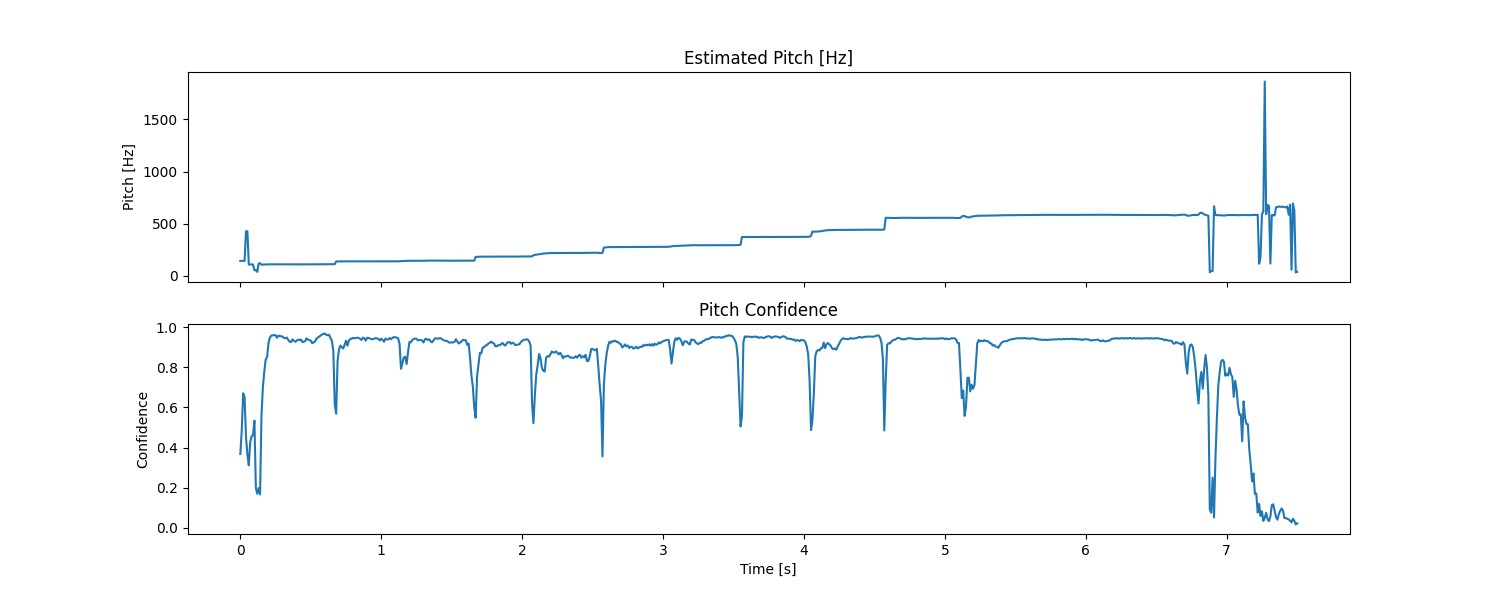 Estimated Pitch [Hz]
Pitch [Hz]
1500
1000
500
0
Pitch Confidence
Confidence
1.0
0.8
0.6
0.4
0.2
0.0
0 1 2 3 4 5 6 7
Time [s]